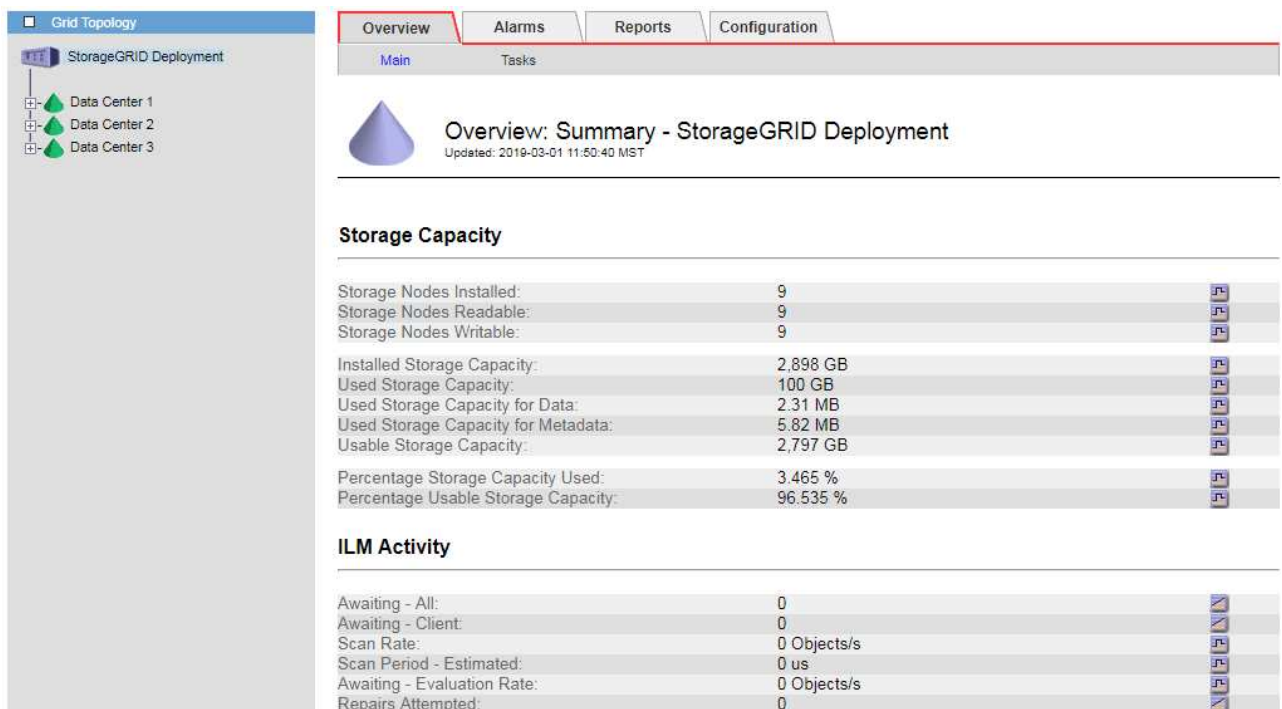 Grid Topology
StorageGRID Deployment
Data Center 1
Data Center 2
Data Center 3
Overview Alarms Reports Configuration
Main Tasks
Overview: Summary - StorageGRID Deployment
Updated: 2019-03-01 11:50:40 MST
Storage Capacity
Storage Nodes Installed: 9
Storage Nodes Readable: 9
Storage Nodes Writable: 9
Installed Storage Capacity: 2,898 GB
Used Storage Capacity: 100 GB
Used Storage Capacity for Data: 2.31 MB
Used Storage Capacity for Metadata: 5.82 MB
Usable Storage Capacity: 2,797 GB
Percentage Storage Capacity Used: 3.465 %
Percentage Usable Storage Capacity: 96.535 %
ILM Activity
Awaiting - All: 0
Awaiting - Client: 0
Scan Rate: 0 Objects/s
Scan Period - Estimated: 0 us
Awaiting - Evaluation Rate: 0 Objects/s
Repairs Attempted: 0